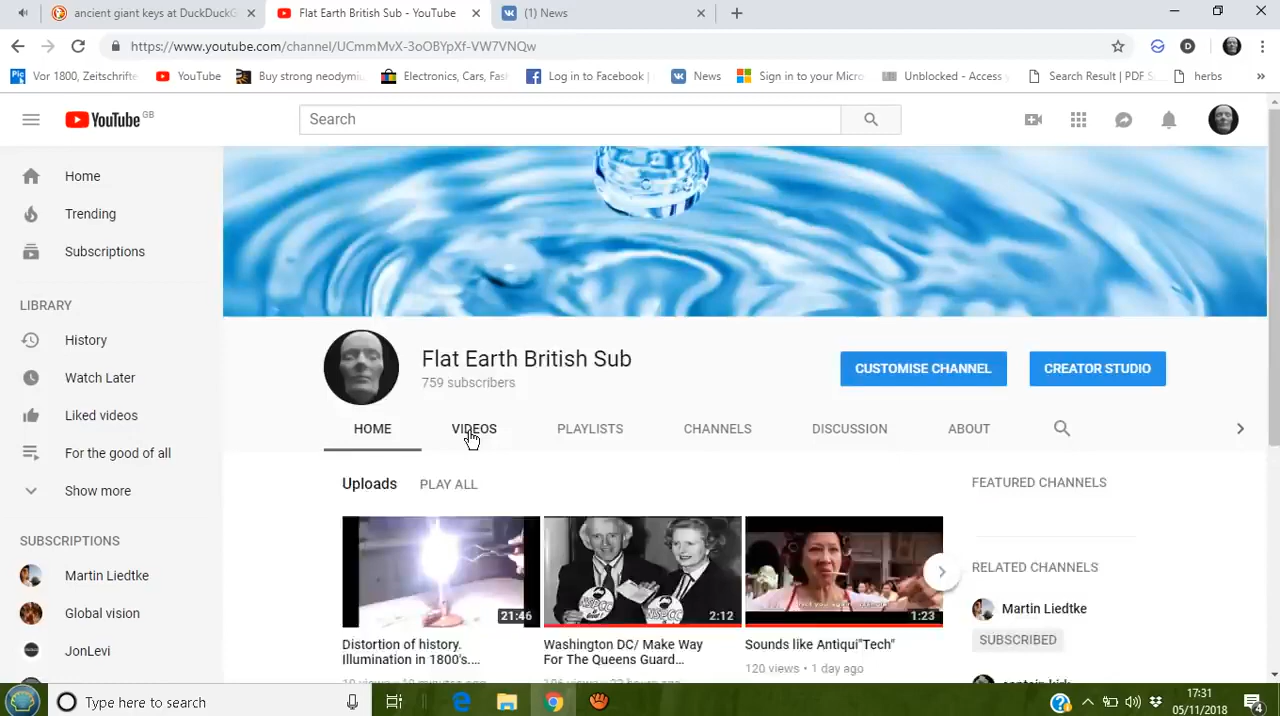 ancient giant keys at DuckDuckG
Flat Earth British Sub - YouTube
(1) News
https://www.youtube.com/channel/UCmmMvX-3oOBYpXf-VW7VNQw
Vor 1800, Zeitschrift
YouTube
Buy strong neodymi
Electronics, Cars, Fas
Log in to Facebook
News
Sign in to your Micro
Unblocked - Access
Search Result | PDF S
herbs
YouTube GB
Search
Home
Trending
Subscriptions
LIBRARY
History
Watch Later
Liked videos
For the good of all
Show more
SUBSCRIPTIONS
Martin Liedtke
Global vision
JonLevi
Flat Earth British Sub
759 subscribers
CUSTOMISE CHANNEL
CREATOR STUDIO
HOME
VIDEOS
PLAYLISTS
CHANNELS
DISCUSSION
ABOUT
Uploads
PLAY ALL
21:46
Distortion of history.
Illumination in 1800's....
NSPCC
2:12
Washington DC/ Make Way
For The Queens Guard...
1:23
Sounds like Antiqui"Tech"
120 views • 1 day ago
FEATURED CHANNELS
RELATED CHANNELS
Martin Liedtke
SUBSCRIBED
Type here to search
17:31
05/11/2018
4